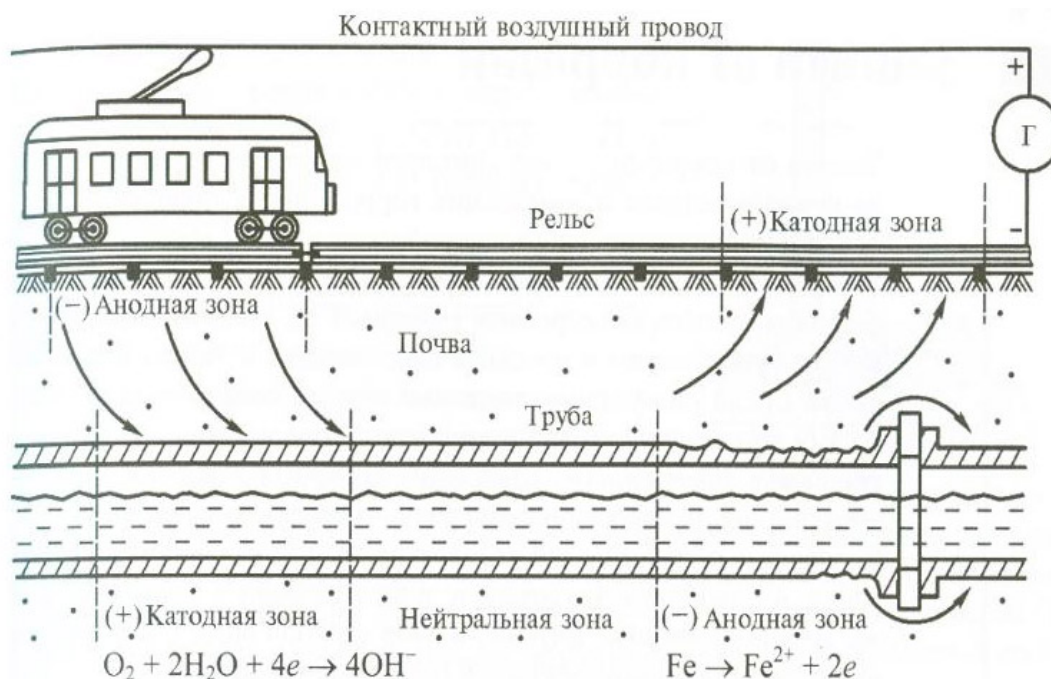 Контактный воздушный провод
+
Г
Рельс
(+) Катодная зона
−
(−) Анодная зона
Почва
Труба
(+) Катодная зона
Нейтральная зона
(−) Анодная зона
O₂ + 2H₂O + 4e → 4OH⁻
Fe → Fe²⁺ + 2e